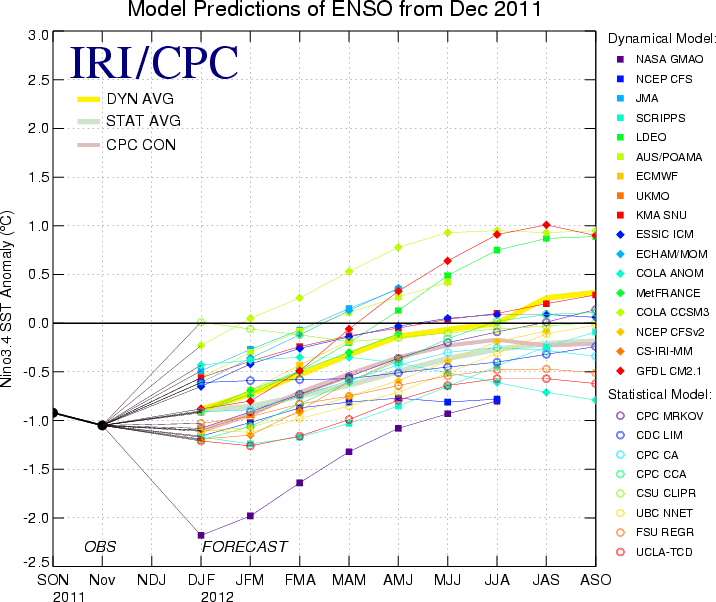 Model Predictions of ENSO from Dec 2011
IRI/CPC
DYN AVG
STAT AVG
CPC CON
Nino3.4 SST Anomaly (ºC)
3.0
2.5
2.0
1.5
1.0
0.5
0.0
-0.5
-1.0
-1.5
-2.0
-2.5
OBS FORECAST
SON Nov NDJ DJF JFM FMA MAM AMJ MJJ JJA JAS ASO
2011 2012
Dynamical Model:
NASA GMAO
NCEP CFS
JMA
SCRIPPS
LDEO
AUS/POAMA
ECMWF
UKMO
KMA SNU
ESSIC ICM
ECHAM/MOM
COLA ANOM
MetFRANCE
COLA CCSM3
NCEP CFSv2
CS-IRI-MM
GFDL CM2.1
Statistical Model:
CPC MRKOV
CDC LIM
CPC CA
CPC CCA
CSU CLIPR
UBC NNET
FSU REGR
UCLA-TCD